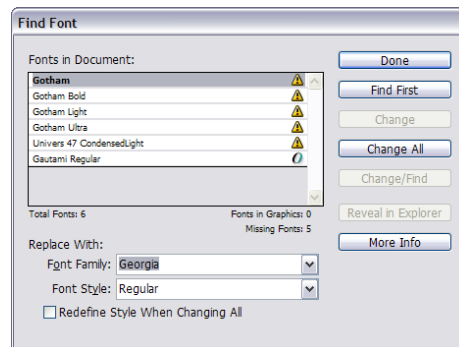 Find Font
Fonts in Document:
Gotham
Gotham Bold
Gotham Light
Gotham Ultra
Univers 47 CondensedLight
Gautami Regular
Total Fonts: 6
Fonts in Graphics: 0
Missing Fonts: 5
Replace With:
Font Family: Georgia
Font Style: Regular
Redefine Style When Changing All
Done
Find First
Change
Change All
Change/Find
Reveal in Explorer
More Info